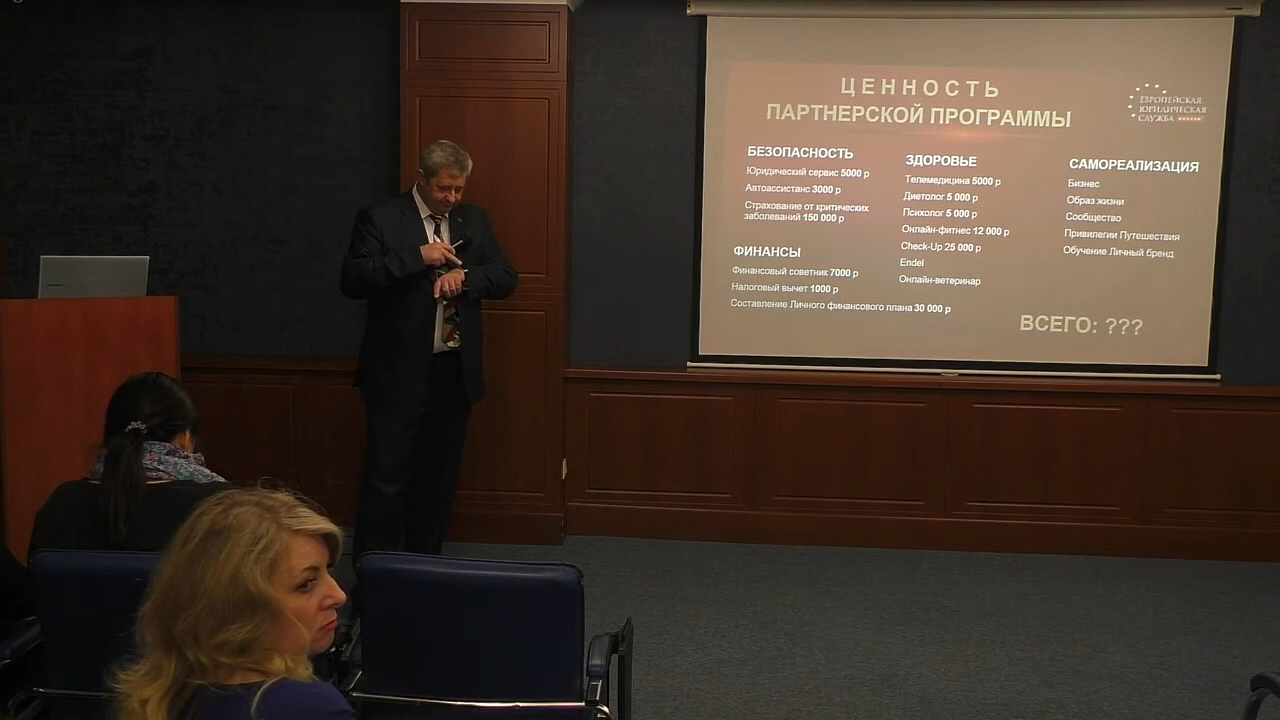 ЦЕННОСТЬ
ПАРТНЕРСКОЙ ПРОГРАММЫ
ЕВРОПЕЙСКАЯ
ЮРИДИЧЕСКАЯ
СЛУЖБА
БЕЗОПАСНОСТЬ
Юридический сервис 5000 р
Автоассистанс 3000 р
Страхование от критических
заболеваний 150 000 р
ФИНАНСЫ
Финансовый советник 7000 р
Налоговый вычет 1000 р
Составление Личного финансового плана 30 000 р
ЗДОРОВЬЕ
Телемедицина 5000 р
Диетолог 5 000 р
Психолог 5 000 р
Онлайн-фитнес 12 000 р
Check-Up 25 000 р
Endel
Онлайн-ветеринар
САМОРЕАЛИЗАЦИЯ
Бизнес
Образ жизни
Сообщество
Привилегии Путешествия
Обучение Личный бренд
ВСЕГО: ???